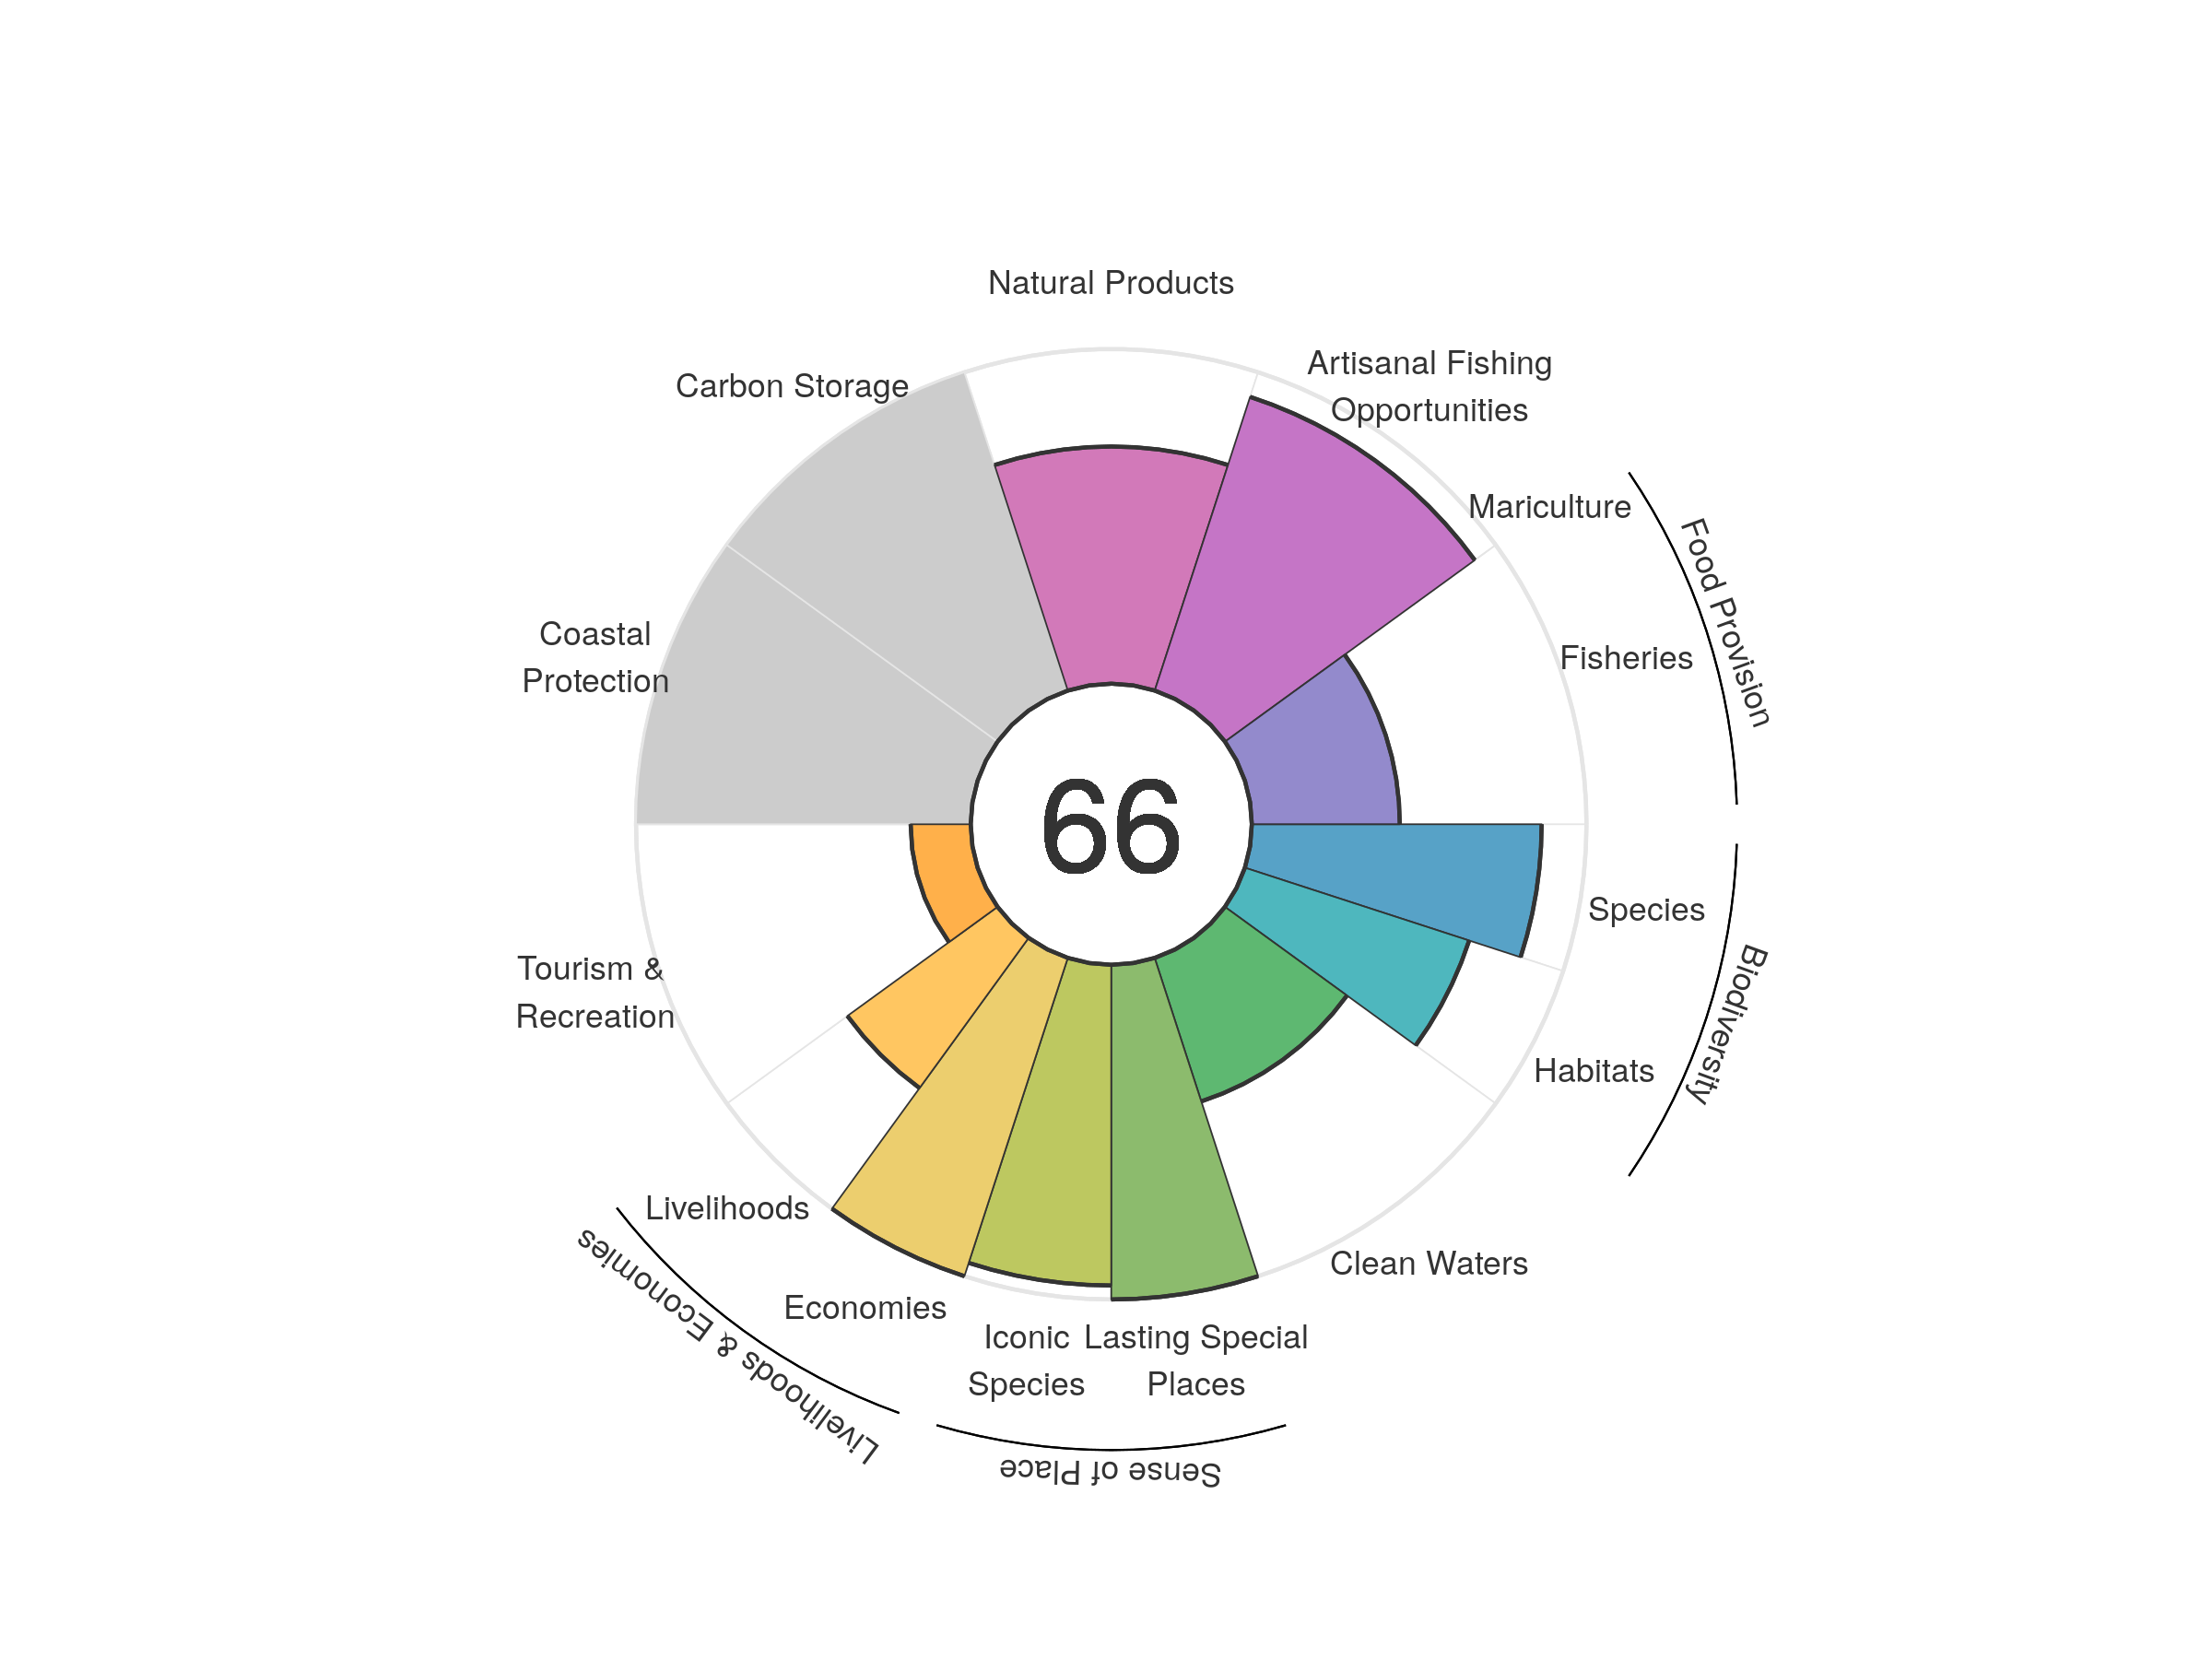 Natural Products
Artisanal Fishing
Opportunities
Carbon Storage
Mariculture
Food Provision
Coastal
Protection
Fisheries
66
Species
Biodiversity
Habitats
Tourism &
Recreation
Clean Waters
Livelihoods
Economies
Livelihoods & Economies
Iconic
Species
Lasting Special
Places
Sense of Place